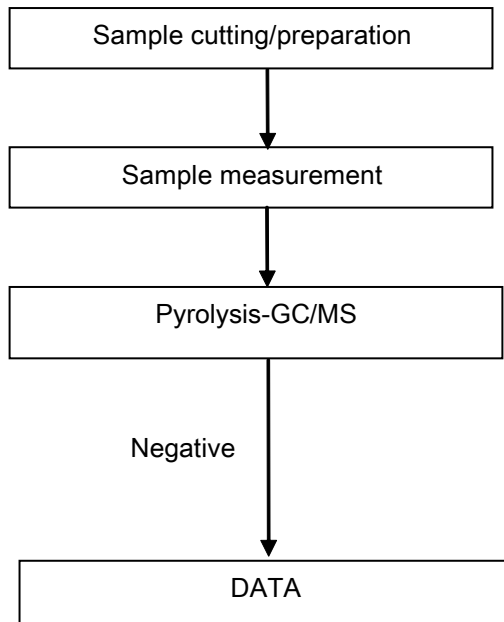 Sample cutting/preparation
Sample measurement
Pyrolysis-GC/MS
Negative
DATA